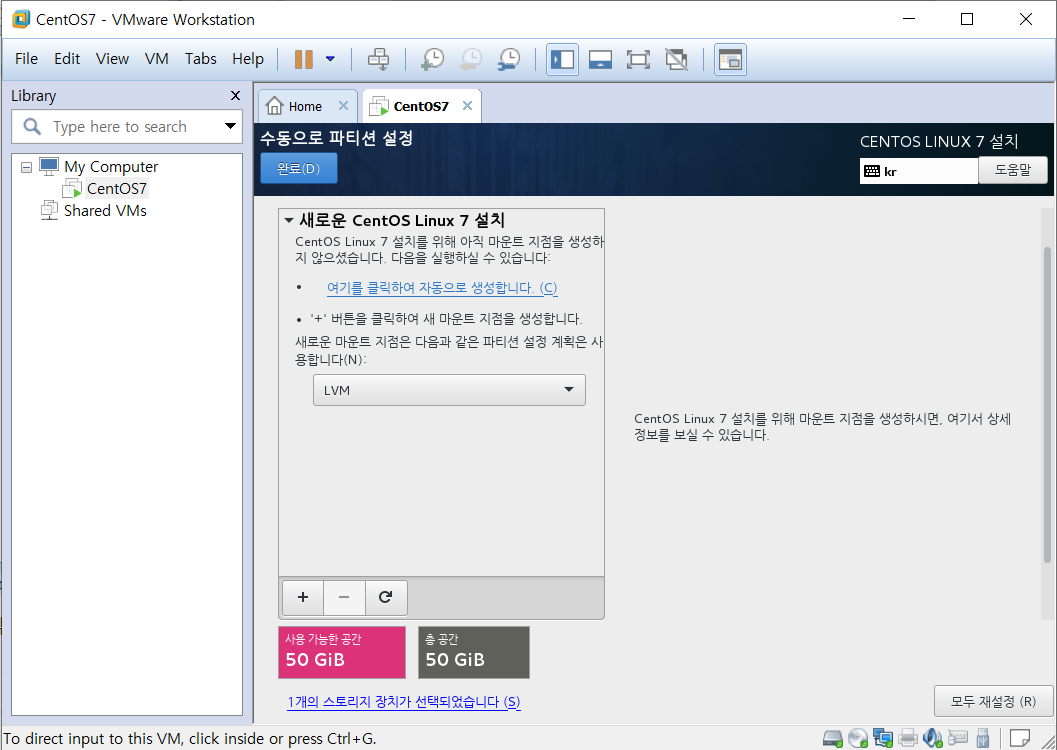 CentOS7 - VMware Workstation
File Edit View VM Tabs Help
Library
Type here to search
My Computer
CentOS7
Shared VMs
Home
CentOS7
수동으로 파티션 설정
완료(D)
CENTOS LINUX 7 설치
kr
도움말
새로운 CentOS Linux 7 설치
CentOS Linux 7 설치를 위해 아직 마운트 지점을 생성하
지 않으셨습니다. 다음을 실행하실 수 있습니다:
• 여기를 클릭하여 자동으로 생성합니다. (C)
• '+' 버튼을 클릭하여 새 마운트 지점을 생성합니다.
새로운 마운트 지점은 다음과 같은 파티션 설정 계획은 사
용합니다(N):
LVM
CentOS Linux 7 설치를 위해 마운트 지점을 생성하시면, 여기서 상세
정보를 보실 수 있습니다.
+ −
사용 가능한 공간
50 GiB
총 공간
50 GiB
1개의 스토리지 장치가 선택되었습니다 (S)
모두 재설정 (R)
To direct input to this VM, click inside or press Ctrl+G.